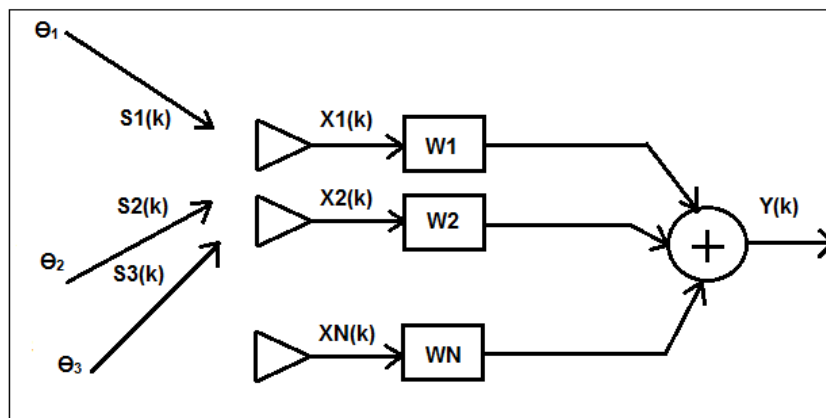 Θ1
S1(k)
X1(k)
W1
S2(k)
X2(k)
W2
Y(k)
+
Θ2
S3(k)
XN(k)
WN
Θ3